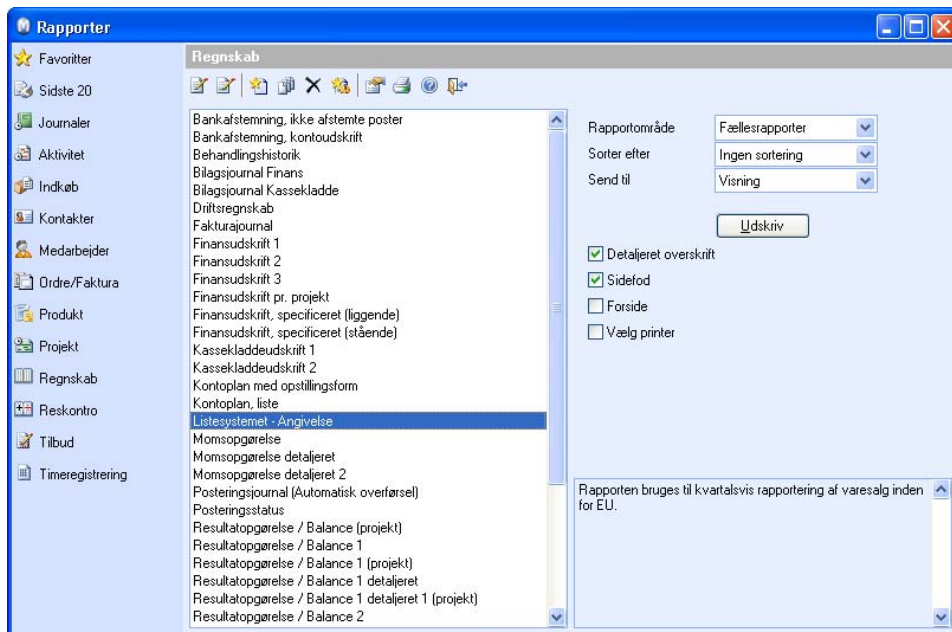 Rapporter
Favoritter
Sidste 20
Journaler
Aktivitet
Indkøb
Kontakter
Medarbejder
Ordre/Faktura
Produkt
Projekt
Regnskab
Reskontro
Tilbud
Timeregistrering
Regnskab
Bankafstemning, ikke afstemte poster
Bankafstemning, kontoudskrift
Behandlingshistorik
Bilagsjournal Finans
Bilagsjournal Kassekladde
Driftsregnskab
Fakturajournal
Finansudskrift 1
Finansudskrift 2
Finansudskrift 3
Finansudskrift pr. projekt
Finansudskrift, specificeret (liggende)
Finansudskrift, specificeret (stående)
Kassekladdeudskrift 1
Kassekladdeudskrift 2
Kontoplan med opstillingsform
Kontoplan, liste
Listesystemet - Angivelse
Momsopgørelse
Momsopgørelse detaljeret
Momsopgørelse detaljeret 2
Posteringsjournal (Automatisk overførsel)
Posteringsstatus
Resultatopgørelse / Balance (projekt)
Resultatopgørelse / Balance 1
Resultatopgørelse / Balance 1 (projekt)
Resultatopgørelse / Balance 1 detaljeret
Resultatopgørelse / Balance 1 detaljeret 1 (projekt)
Resultatopgørelse / Balance 2
Rapportområde Fællesrapporter
Sorter efter Ingen sortering
Send til Visning
Udskriv
Detaljeret overskrift
Sidefod
Forside
Vælg printer
Rapporten bruges til kvartalsvis rapportering af varesalg inden
for EU.